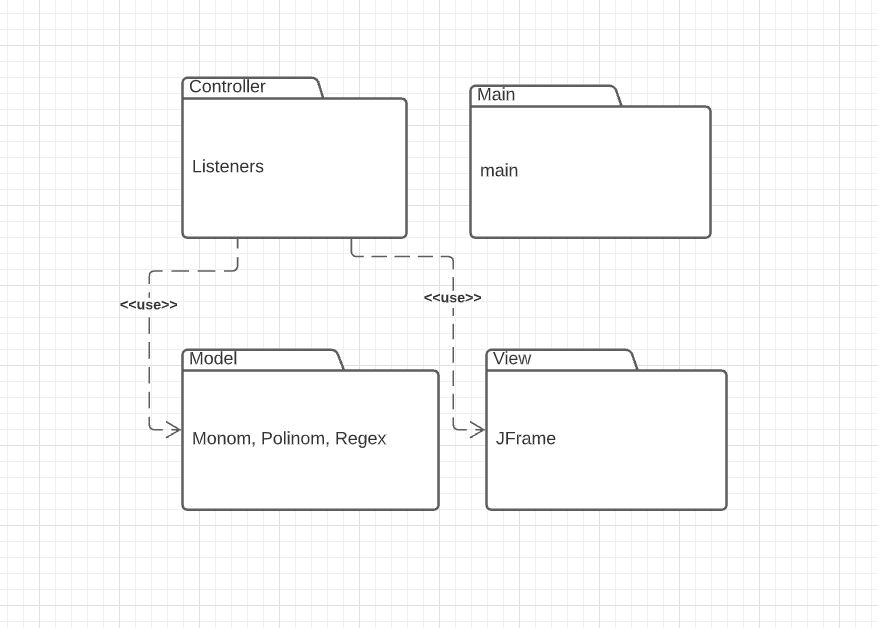 Controller
Listeners
Main
main
<<use>>
<<use>>
Model
Monom, Polinom, Regex
View
JFrame